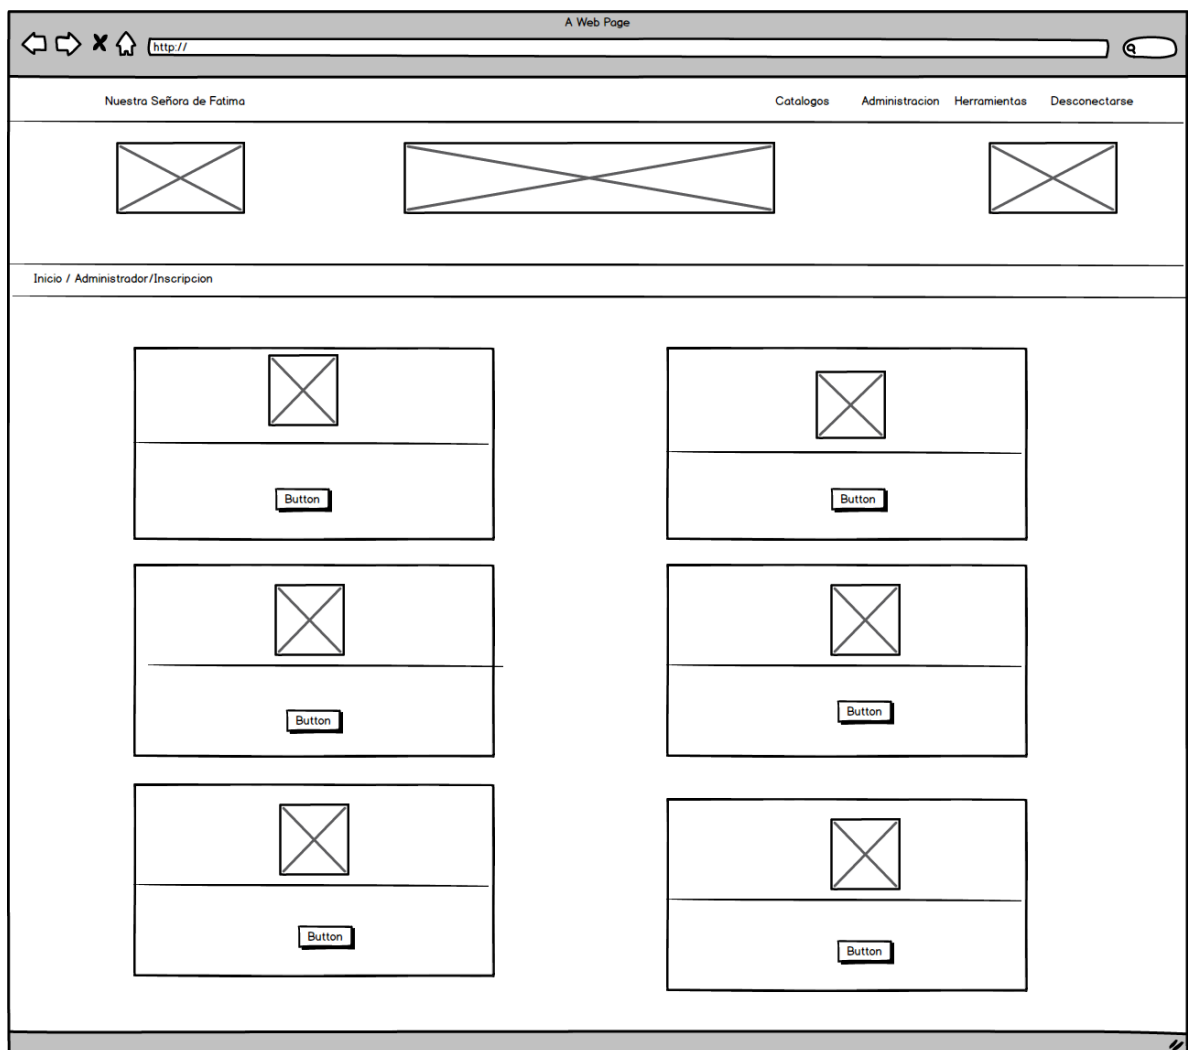 A Web Page
http://
Nuestra Señora de Fatima
Catalogos Administracion Herramientas Desconectarse
Inicio / Administrador/Inscripcion
Button
Button
Button
Button
Button
Button